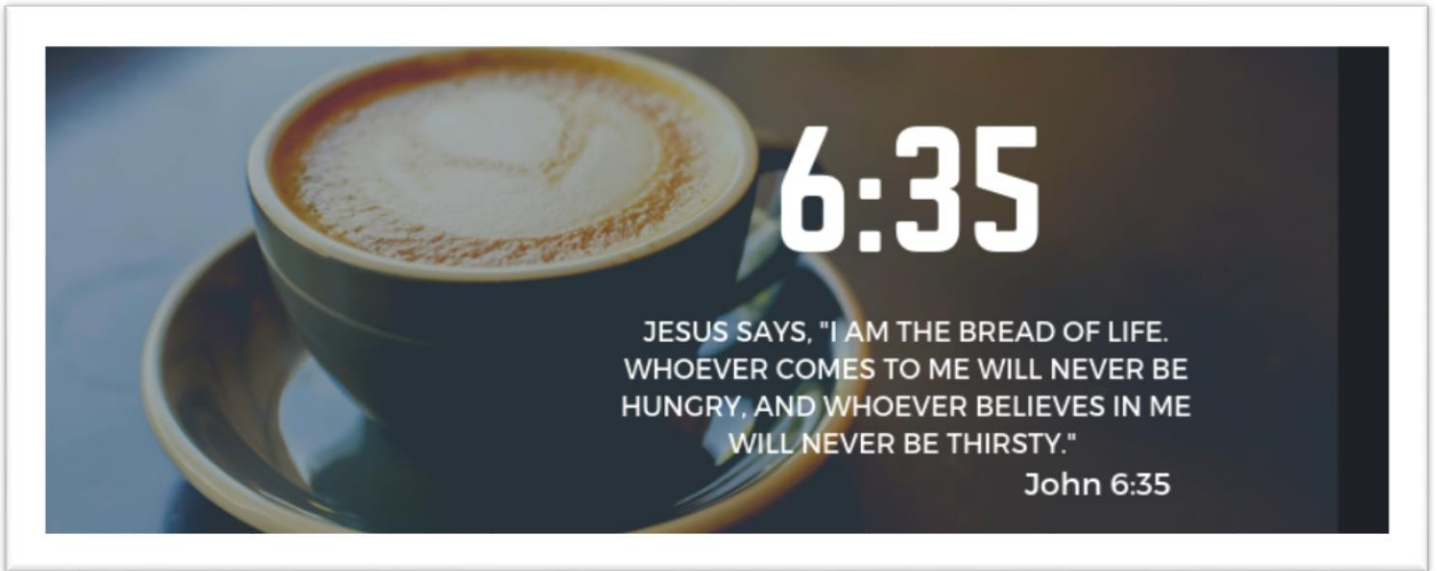 6:35
JESUS SAYS, "I AM THE BREAD OF LIFE.
WHOEVER COMES TO ME WILL NEVER BE
HUNGRY, AND WHOEVER BELIEVES IN ME
WILL NEVER BE THIRSTY."
John 6:35